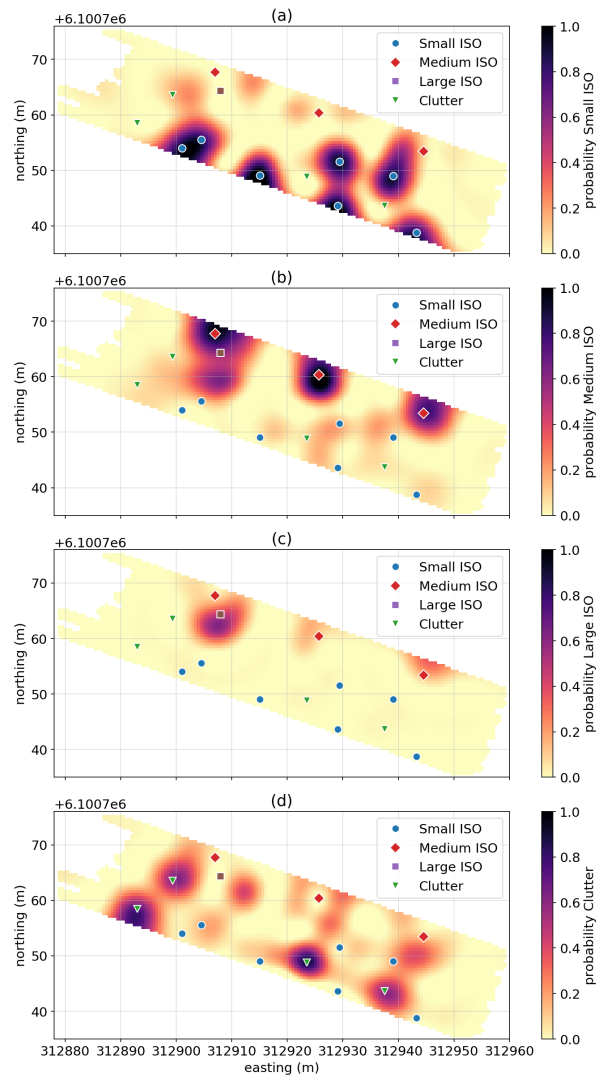 (a)
+6.1007e6
Small ISO
Medium ISO
Large ISO
Clutter
70
60
50
40
northing (m)
1.0
0.8
0.6
0.4
0.2
0.0
probability Small ISO
(b)
+6.1007e6
Small ISO
Medium ISO
Large ISO
Clutter
70
60
50
40
northing (m)
1.0
0.8
0.6
0.4
0.2
0.0
probability Medium ISO
(c)
+6.1007e6
Small ISO
Medium ISO
Large ISO
Clutter
70
60
50
40
northing (m)
1.0
0.8
0.6
0.4
0.2
0.0
probability Large ISO
(d)
+6.1007e6
Small ISO
Medium ISO
Large ISO
Clutter
70
60
50
40
northing (m)
1.0
0.8
0.6
0.4
0.2
0.0
probability Clutter
312880 312890 312900 312910 312920 312930 312940 312950 312960
easting (m)